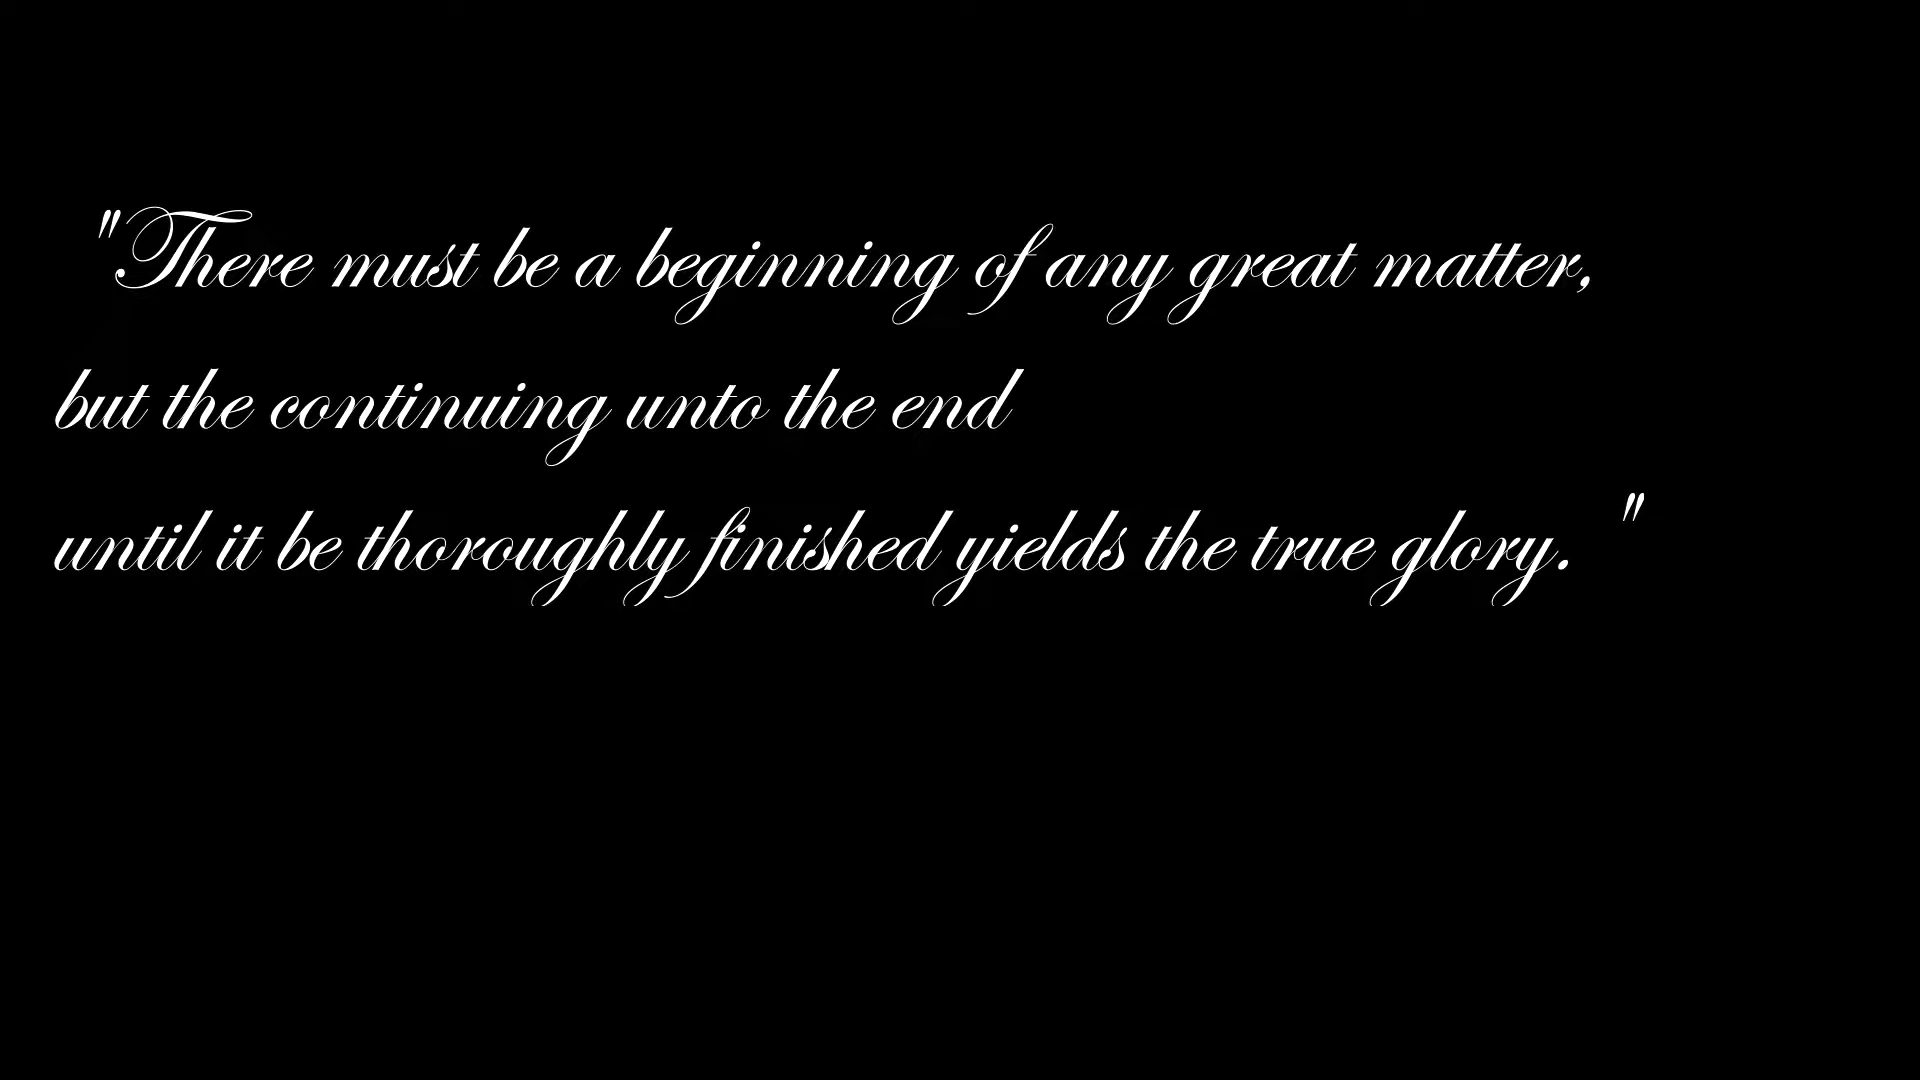 "There must be a beginning of any great matter,
but the continuing unto the end
until it be thoroughly finished yields the true glory. "